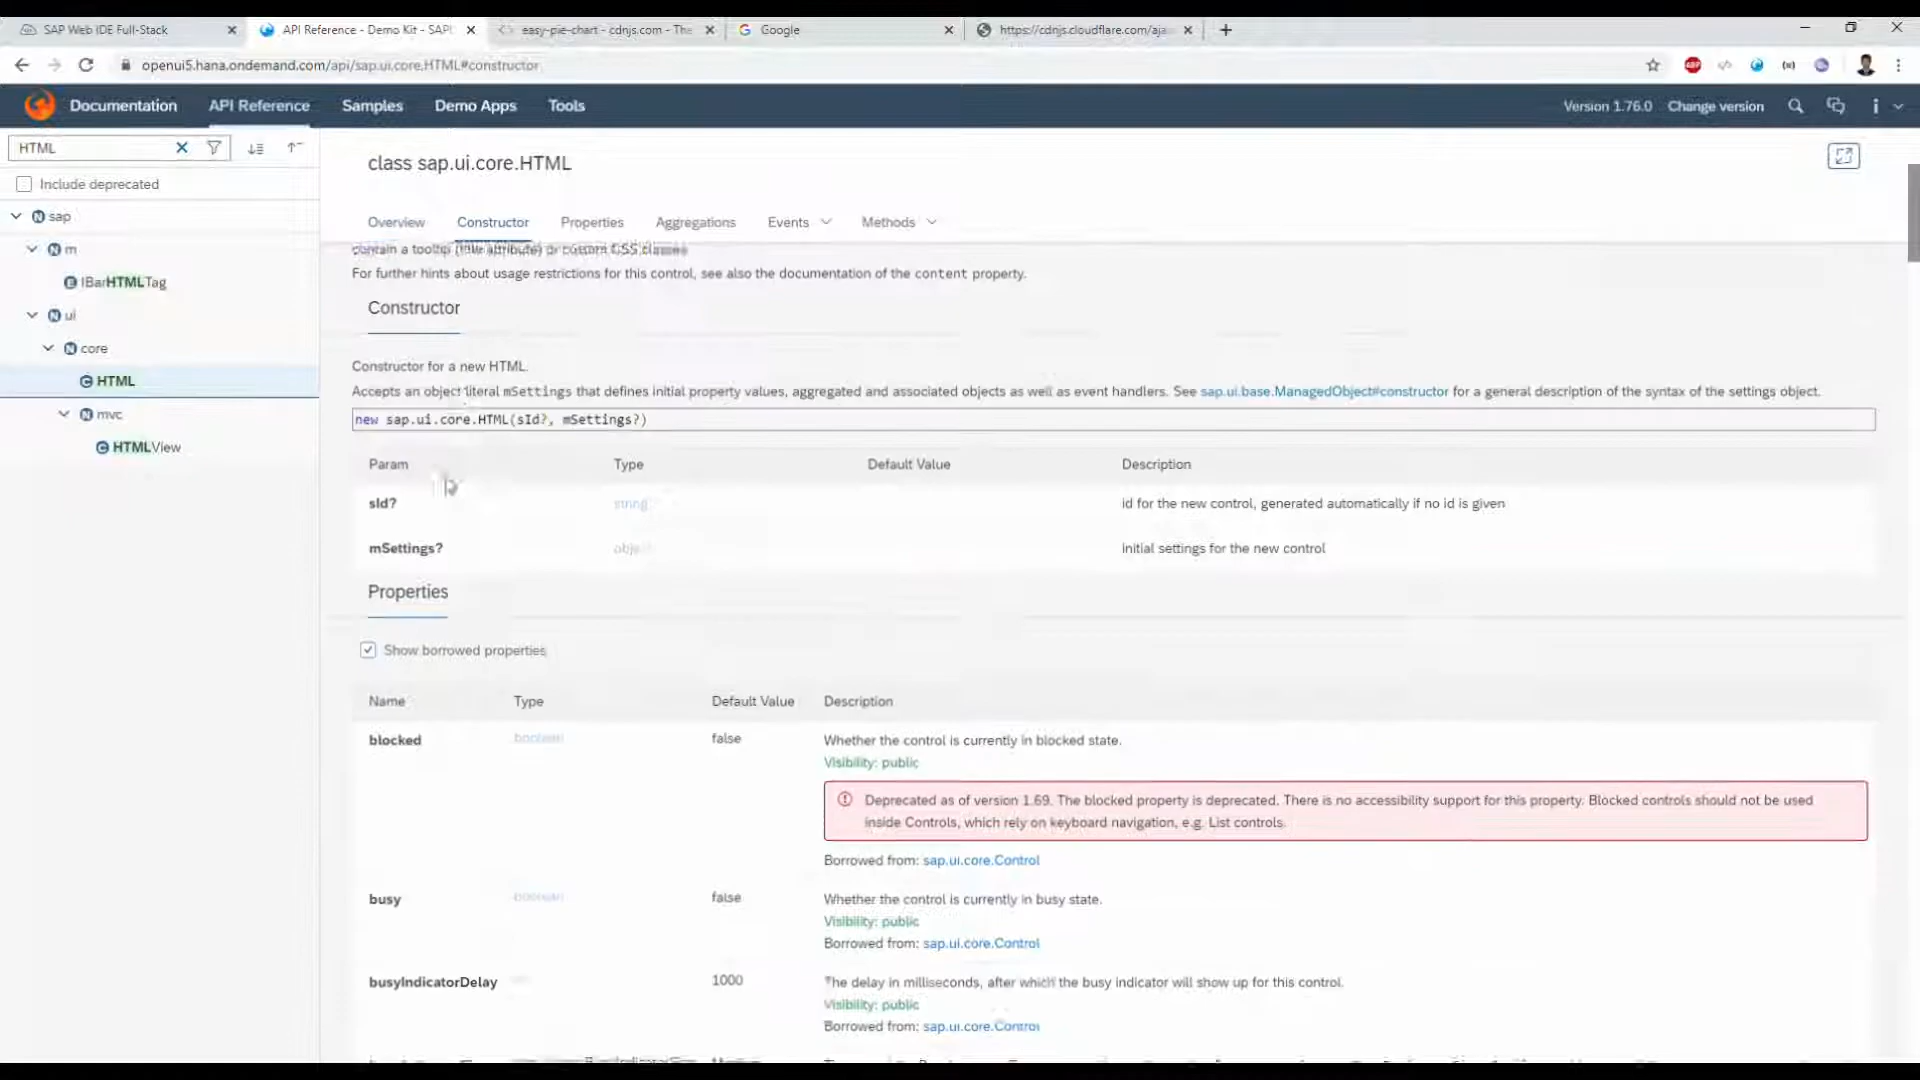 SAP Web IDE Full-Stack
API Reference - Demo Kit - SAPI
easy-pie-chart - cdnjs.com - The
Google
https://cdnjs.cloudflare.com/aja
openui5.hana.ondemand.com/api/sap.ui.core.HTML#constructor
Documentation
API Reference
Samples
Demo Apps
Tools
Version 1.76.0
Change version
HTML
Include deprecated
sap
m
IBarHTMLTag
ui
core
HTML
mvc
HTMLView
class sap.ui.core.HTML
Overview
Constructor
Properties
Aggregations
Events
Methods
contain a tooltip (title attribute) or custom CSS classes
For further hints about usage restrictions for this control, see also the documentation of the content property.
Constructor
Constructor for a new HTML.
Accepts an object literal mSettings that defines initial property values, aggregated and associated objects as well as event handlers. See sap.ui.base.ManagedObject#constructor for a general description of the syntax of the settings object.
new sap.ui.core.HTML(sId?, mSettings?)
Param Type Default Value Description
sId? string id for the new control, generated automatically if no id is given
mSettings? object initial settings for the new control
Properties
Show borrowed properties
Name Type Default Value Description
blocked boolean false Whether the control is currently in blocked state.
Visibility: public
Deprecated as of version 1.69. The blocked property is deprecated. There is no accessibility support for this property. Blocked controls should not be used
inside Controls, which rely on keyboard navigation, e.g. List controls.
Borrowed from: sap.ui.core.Control
busy boolean false Whether the control is currently in busy state.
Visibility: public
Borrowed from: sap.ui.core.Control
busyIndicatorDelay 1000 The delay in milliseconds, after which the busy indicator will show up for this control.
Visibility: public
Borrowed from: sap.ui.core.Control